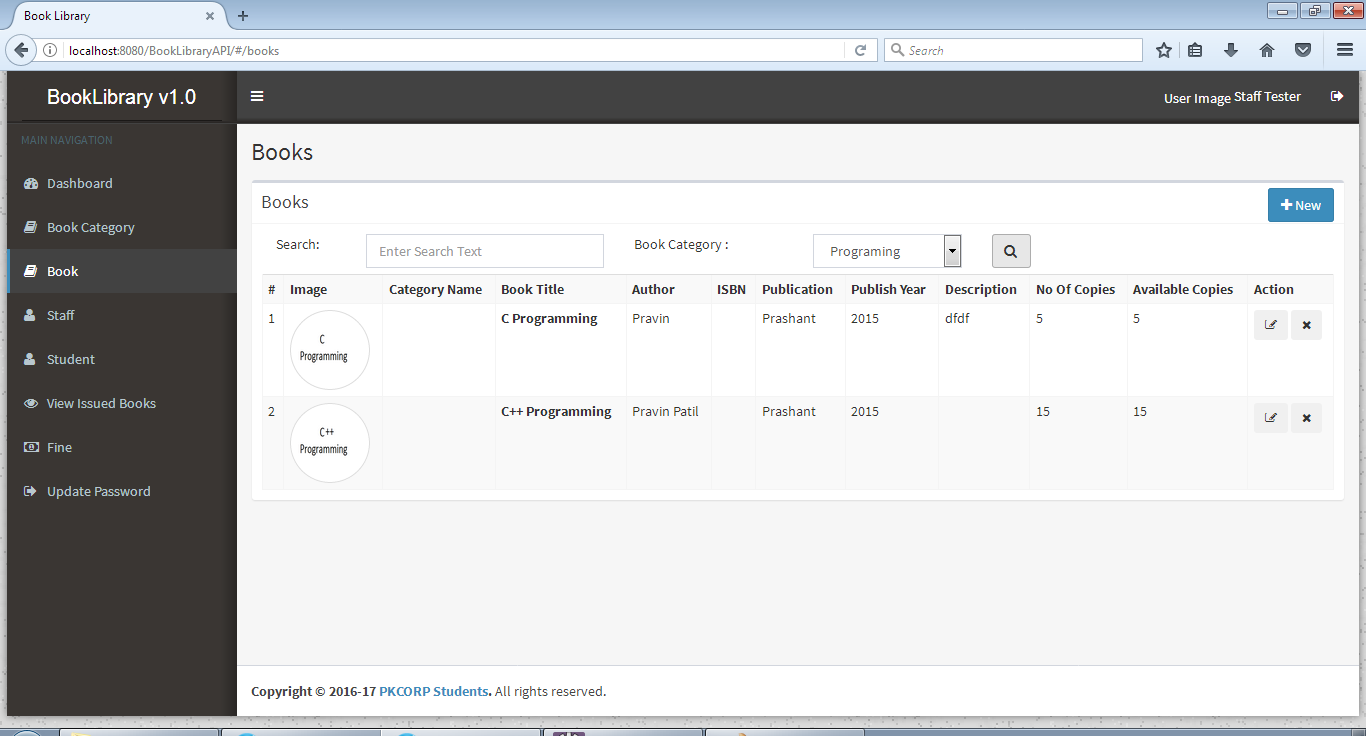 Book Library
localhost:8080/BookLibraryAPI/#/books
Search
BookLibrary v1.0
User Image Staff Tester
MAIN NAVIGATION
Dashboard
Book Category
Book
Staff
Student
View Issued Books
Fine
Update Password
Books
Books
New
Search: Enter Search Text Book Category : Programing
# Image Category Name Book Title Author ISBN Publication Publish Year Description No Of Copies Available Copies Action
1 C Programming Pravin Prashant 2015 dfdf 5 5
C
Programming
2 C++ Programming Pravin Patil Prashant 2015 15 15
C++
Programming
Copyright © 2016-17 PKCORP Students. All rights reserved.